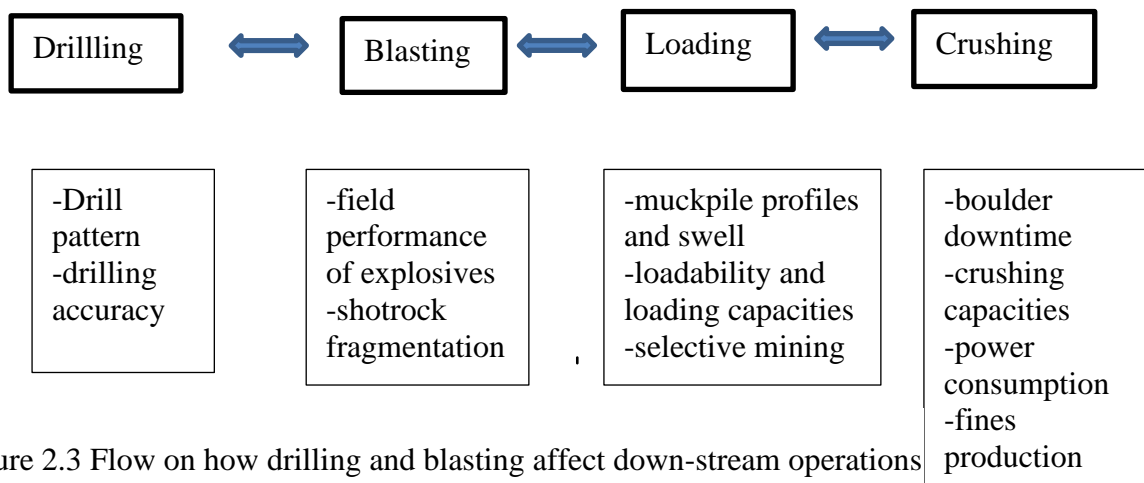 Drillling
Blasting
Loading
Crushing
-Drill
pattern
-drilling
accuracy
-field
performance
of explosives
-shotrock
fragmentation
-muckpile profiles
and swell
-loadability and
loading capacities
-selective mining
-boulder
downtime
-crushing
capacities
-power
consumption
-fines
production
ure 2.3 Flow on how drilling and blasting affect down-stream operations